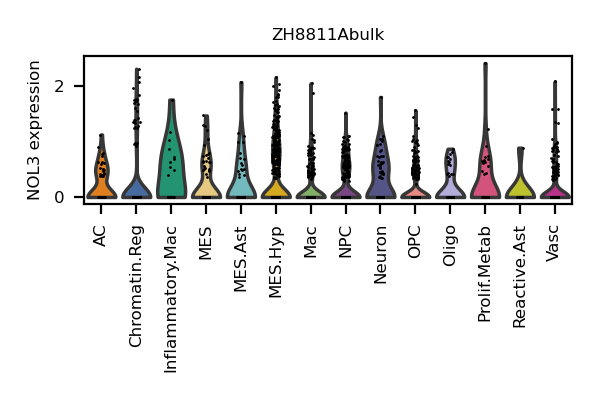 ZH8811Abulk
NOL3 expression
2
0
AC
Chromatin.Reg
Inflammatory.Mac
MES
MES.Ast
MES.Hyp
Mac
NPC
Neuron
OPC
Oligo
Prolif.Metab
Reactive.Ast
Vasc